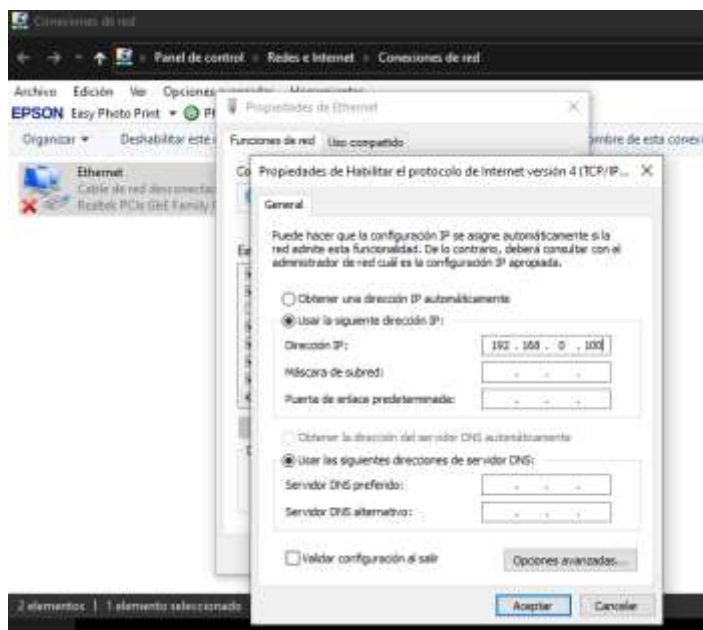 Conexiones de red
Panel de control Redes e Internet Conexiones de red
Archivo Edición Ver Opciones
EPSON Easy Photo Print
Organizar Deshabilitar este
Ethernet
Cable de red desconectado
Realtek PCIe GbE Family
Propiedades de Ethernet
Funciones de red Uso compartido
nombre de esta conexi
Propiedades de Habilitar el protocolo de Internet versión 4 (TCP/IP...
General
Puede hacer que la configuración IP se asigne automáticamente si la
red admite esta funcionalidad. De lo contrario, deberá consultar con el
administrador de red cuál es la configuración IP apropiada.
Obtener una dirección IP automáticamente
Usar la siguiente dirección IP:
Dirección IP: 192 . 168 . 0 . 100
Máscara de subred: . . .
Puerta de enlace predeterminada: . . .
Obtener la dirección del servidor DNS automáticamente
Usar las siguientes direcciones de servidor DNS:
Servidor DNS preferido: . . .
Servidor DNS alternativo: . . .
Validar configuración al salir Opciones avanzadas...
Aceptar Cancelar
2 elementos | 1 elemento seleccionado